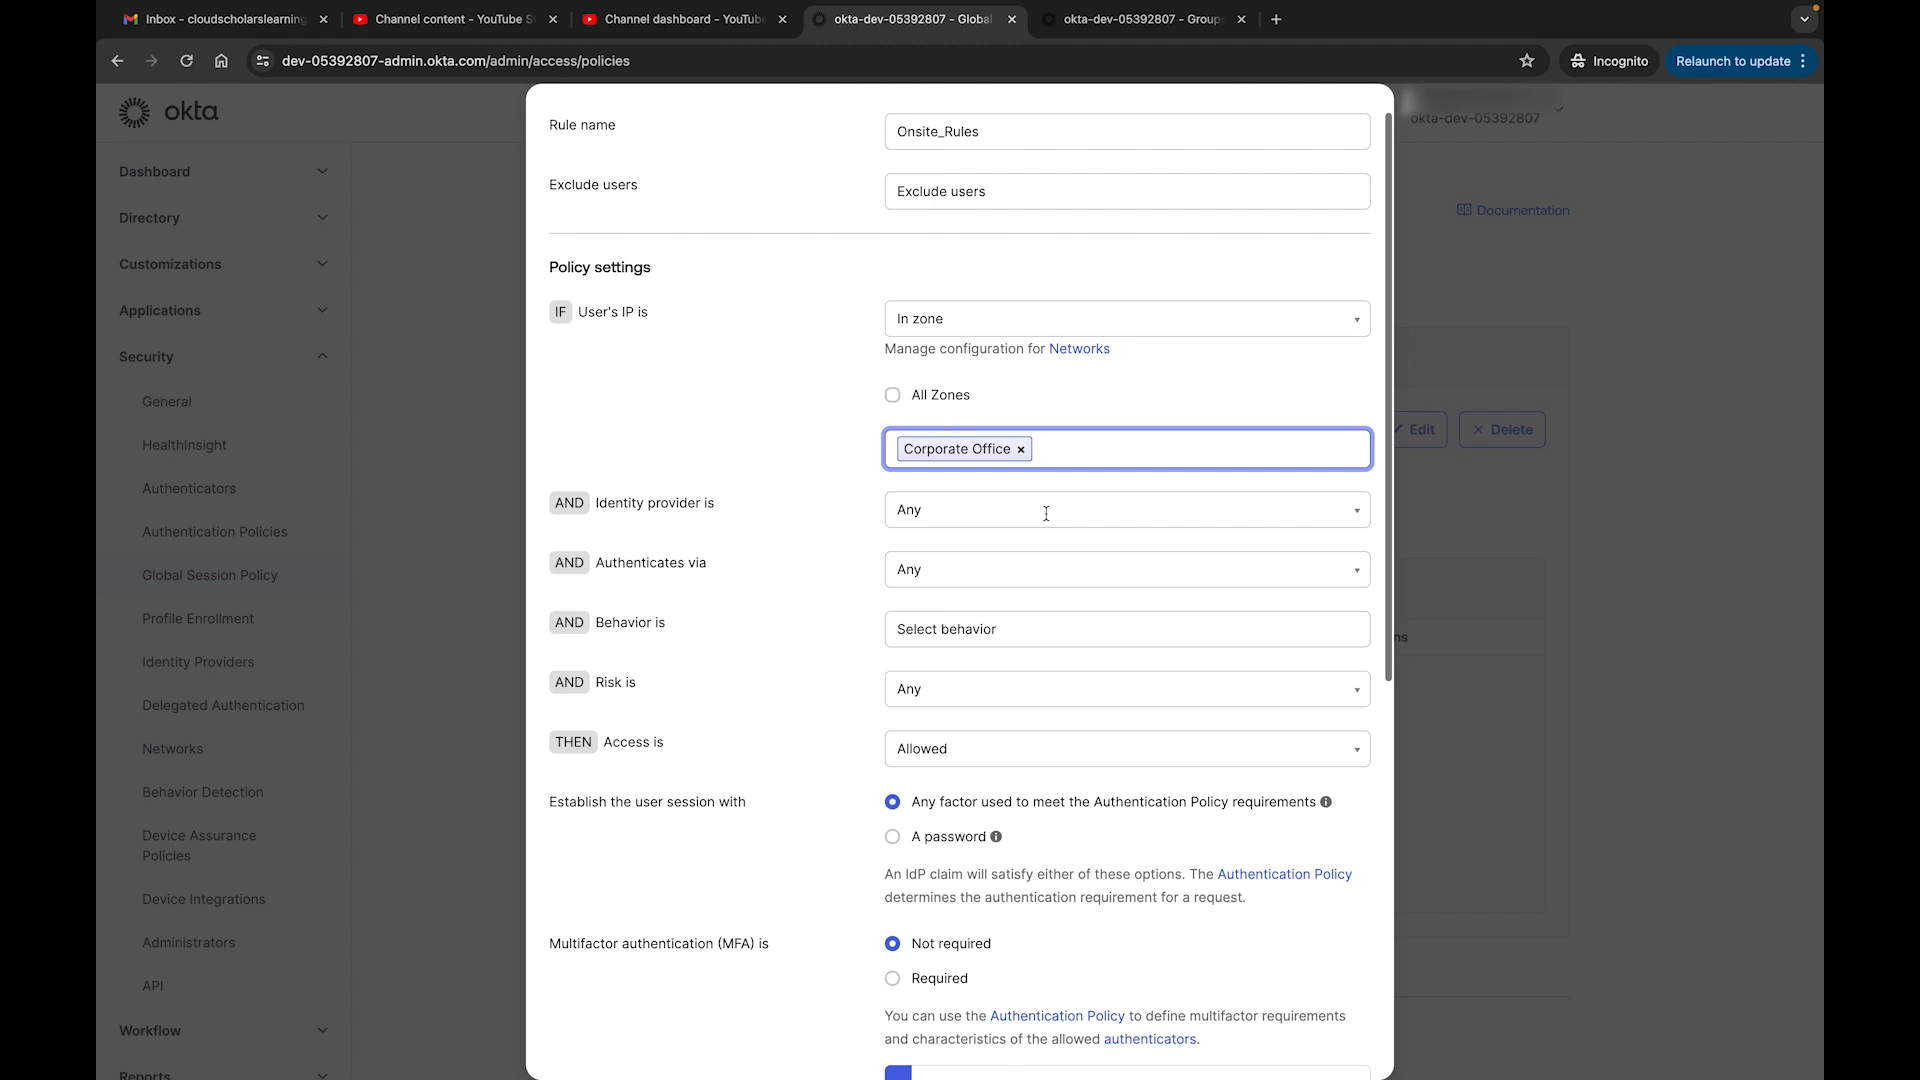 Inbox - cloudscholarslearning
Channel content - YouTube S
Channel dashboard - YouTube
okta-dev-05392807 - Global
okta-dev-05392807 - Groups
dev-05392807-admin.okta.com/admin/access/policies
Incognito
Relaunch to update
okta
okta-dev-05392807
Dashboard
Directory
Customizations
Applications
Security
General
HealthInsight
Authenticators
Authentication Policies
Global Session Policy
Profile Enrollment
Identity Providers
Delegated Authentication
Networks
Behavior Detection
Device Assurance
Policies
Device Integrations
Administrators
API
Workflow
Reports
Documentation
Edit
Delete
ns
Rule name
Onsite_Rules
Exclude users
Exclude users
Policy settings
IF User's IP is
In zone
Manage configuration for Networks
All Zones
Corporate Office ×
AND Identity provider is
Any
AND Authenticates via
Any
AND Behavior is
Select behavior
AND Risk is
Any
THEN Access is
Allowed
Establish the user session with
Any factor used to meet the Authentication Policy requirements
A password
An IdP claim will satisfy either of these options. The Authentication Policy
determines the authentication requirement for a request.
Multifactor authentication (MFA) is
Not required
Required
You can use the Authentication Policy to define multifactor requirements
and characteristics of the allowed authenticators.